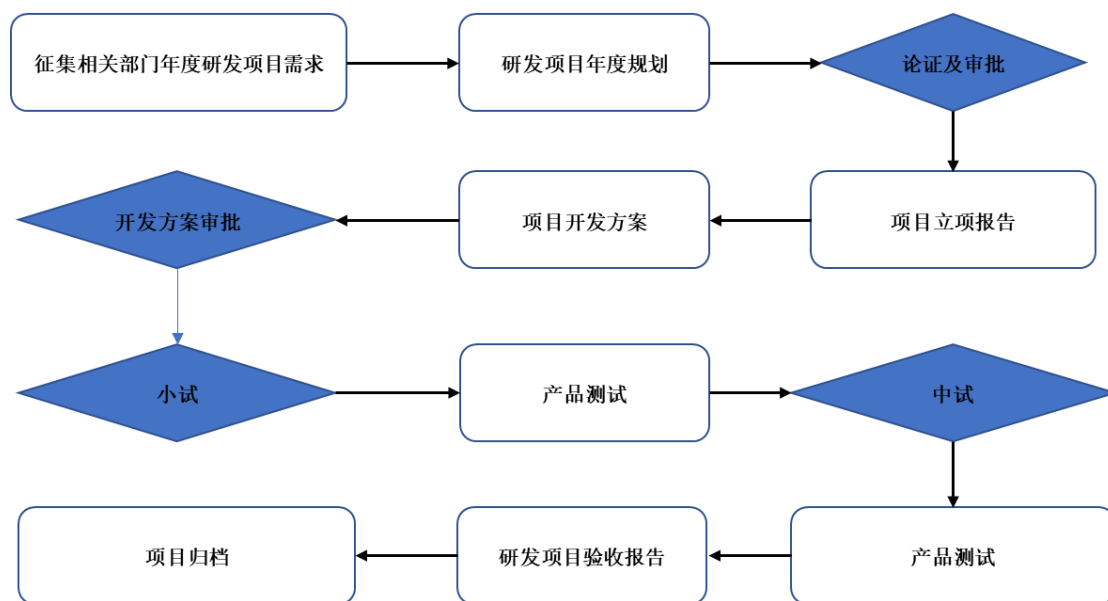 征集相关部门年度研发项目需求
研发项目年度规划
论证及审批
项目立项报告
项目开发方案
开发方案审批
小试
产品测试
中试
产品测试
研发项目验收报告
项目归档